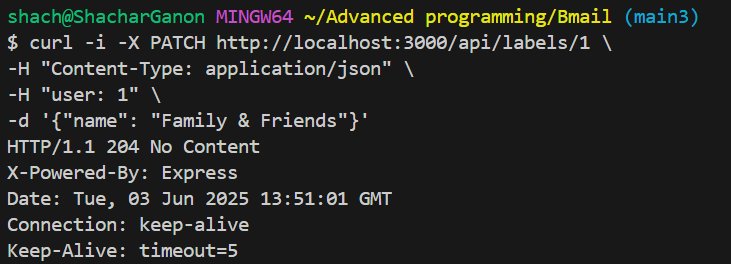 shach@ShacharGanon MINGW64 ~/Advanced programming/Bmail (main3)
$ curl -i -X PATCH http://localhost:3000/api/labels/1 \
-H "Content-Type: application/json" \
-H "user: 1" \
-d '{"name": "Family & Friends"}'
HTTP/1.1 204 No Content
X-Powered-By: Express
Date: Tue, 03 Jun 2025 13:51:01 GMT
Connection: keep-alive
Keep-Alive: timeout=5